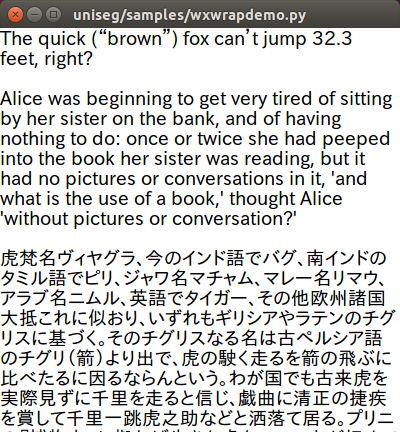 uniseg/samples/wxwrapdemo.py
The quick (“brown”) fox can’t jump 32.3
feet, right?
Alice was beginning to get very tired of sitting
by her sister on the bank, and of having
nothing to do: once or twice she had peeped
into the book her sister was reading, but it
had no pictures or conversations in it, 'and
what is the use of a book,' thought Alice
'without pictures or conversation?'
虎梵名ヴィヤグラ、今のインド語でバグ、南インドの
タミル語でピリ、ジャワ名マチャム、マレー名リマウ、
アラブ名ニムル、英語でタイガー、その他欧州諸国
大抵これに似おり、いずれもギリシアやラテンのチグ
リスに基づく。そのチグリスなる名は古ペルシア語
のチグリ（箭）より出で、虎の駛く走るを箭の飛ぶに
比べたるに因るならんという。わが国でも古来虎を
実際見ずに千里を走ると信じ、戯曲に清正の捷疾
を賞して千里一跳虎之助などと洒落て居る。プリニ